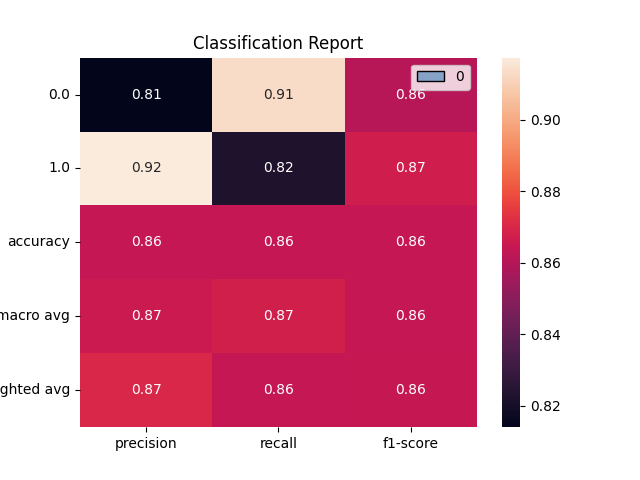 Classification Report
0
0.0 0.81 0.91 0.86 0.90
1.0 0.92 0.82 0.87 0.88
accuracy 0.86 0.86 0.86 0.86
macro avg 0.87 0.87 0.86 0.84
ghted avg 0.87 0.86 0.86 0.82
precision recall f1-score